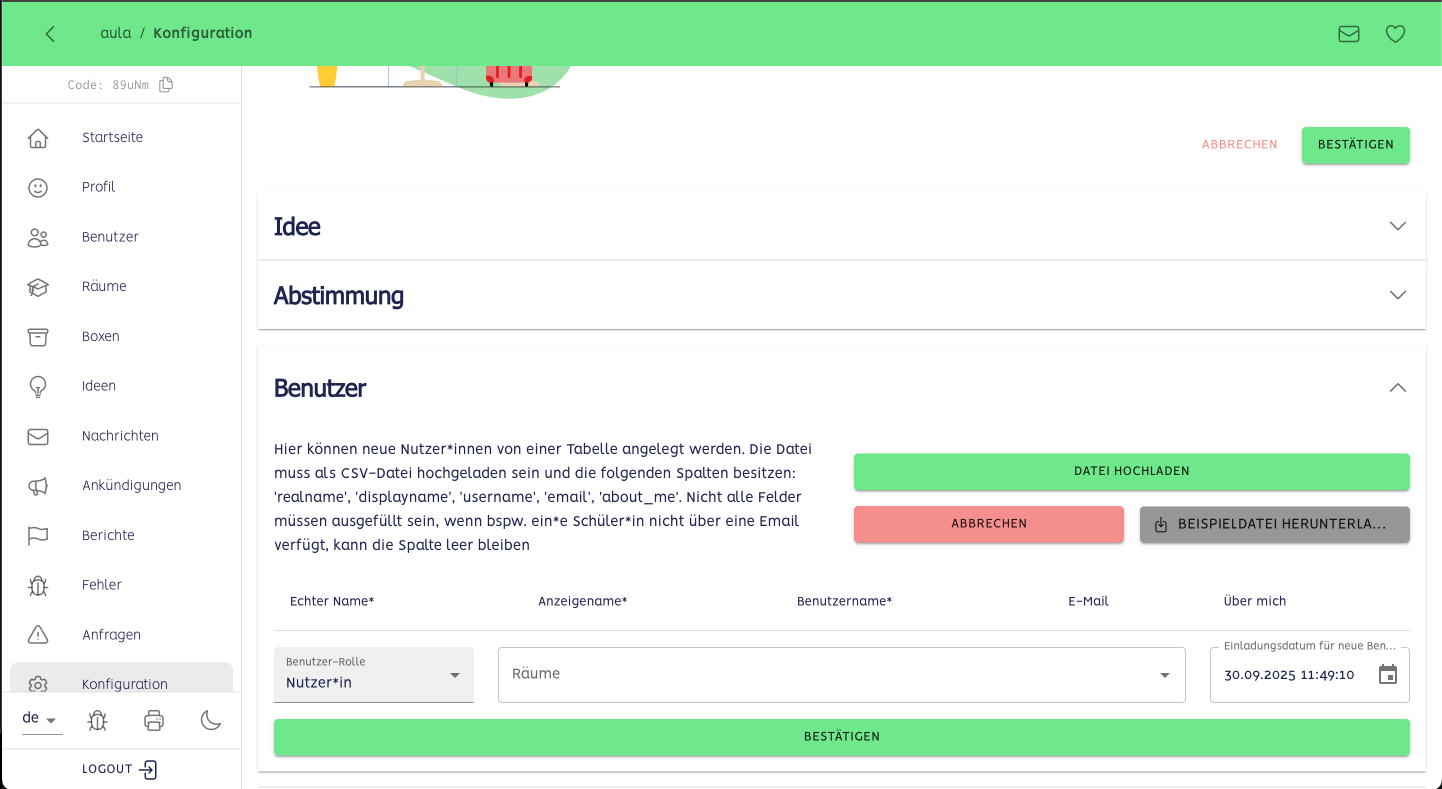 aula / Konfiguration
Code: 89uNm
Startseite
Profil
Benutzer
Räume
Boxen
Ideen
Nachrichten
Ankündigungen
Berichte
Fehler
Anfragen
Konfiguration
de
LOGOUT
ABBRECHEN
BESTÄTIGEN
Idee
Abstimmung
Benutzer
Hier können neue Nutzer*innen von einer Tabelle angelegt werden. Die Datei
muss als CSV-Datei hochgeladen sein und die folgenden Spalten besitzen:
'realname', 'displayname', 'username', 'email', 'about_me'. Nicht alle Felder
müssen ausgefüllt sein, wenn bspw. ein*e Schüler*in nicht über eine Email
verfügt, kann die Spalte leer bleiben
DATEI HOCHLADEN
ABBRECHEN
BEISPIELDATEI HERUNTERLA...
Echter Name* Anzeigename* Benutzername* E-Mail Über mich
Benutzer-Rolle
Nutzer*in
Räume
Einladungsdatum für neue Ben...
30.09.2025 11:49:10
BESTÄTIGEN